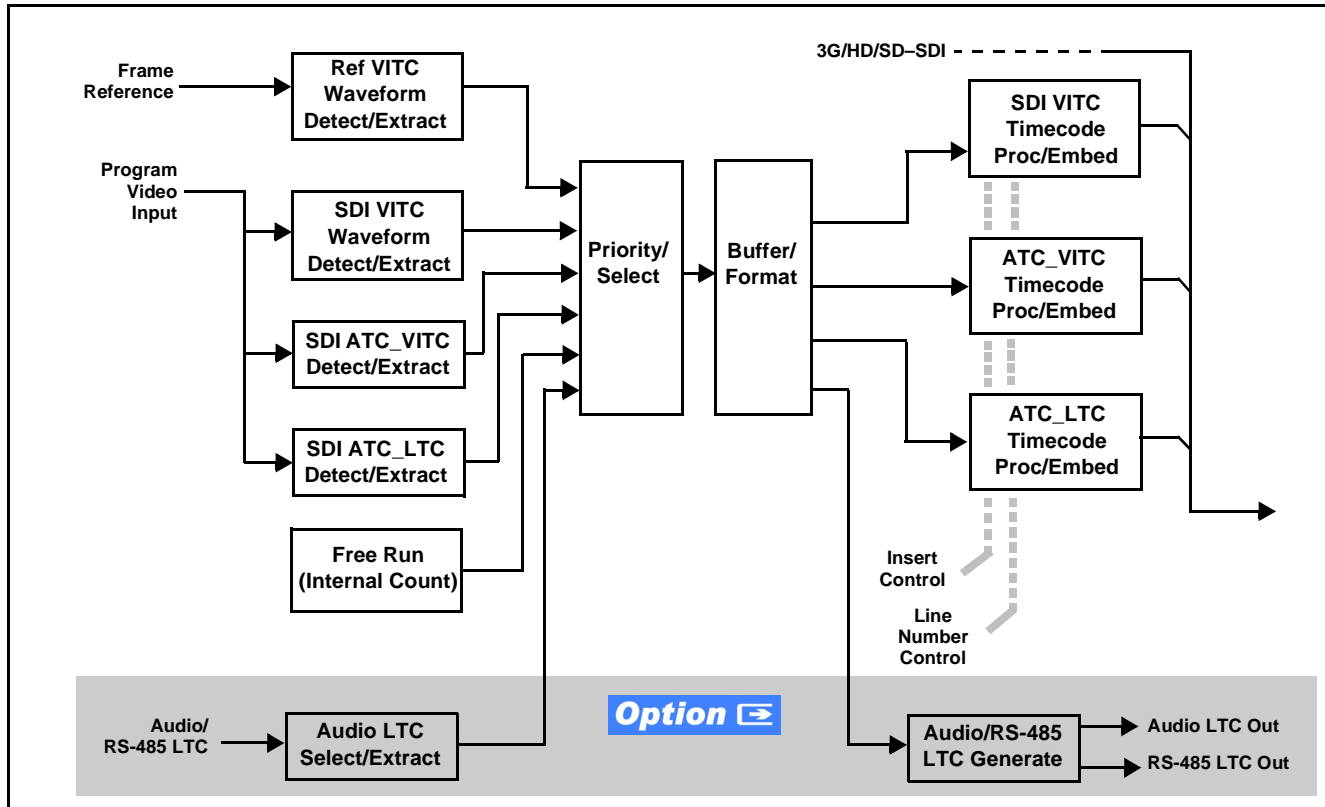 3G/HD/SD–SDI
Frame
Reference
Ref VITC
Waveform
Detect/Extract
SDI VITC
Timecode
Proc/Embed
Program
Video
Input
SDI VITC
Waveform
Detect/Extract
Priority/
Select
Buffer/
Format
ATC_VITC
Timecode
Proc/Embed
SDI ATC_VITC
Detect/Extract
SDI ATC_LTC
Detect/Extract
ATC_LTC
Timecode
Proc/Embed
Free Run
(Internal Count)
Insert
Control
Line
Number
Control
Option
Audio/
RS-485 LTC
Audio LTC
Select/Extract
Audio/RS-485
LTC Generate
Audio LTC Out
RS-485 LTC Out